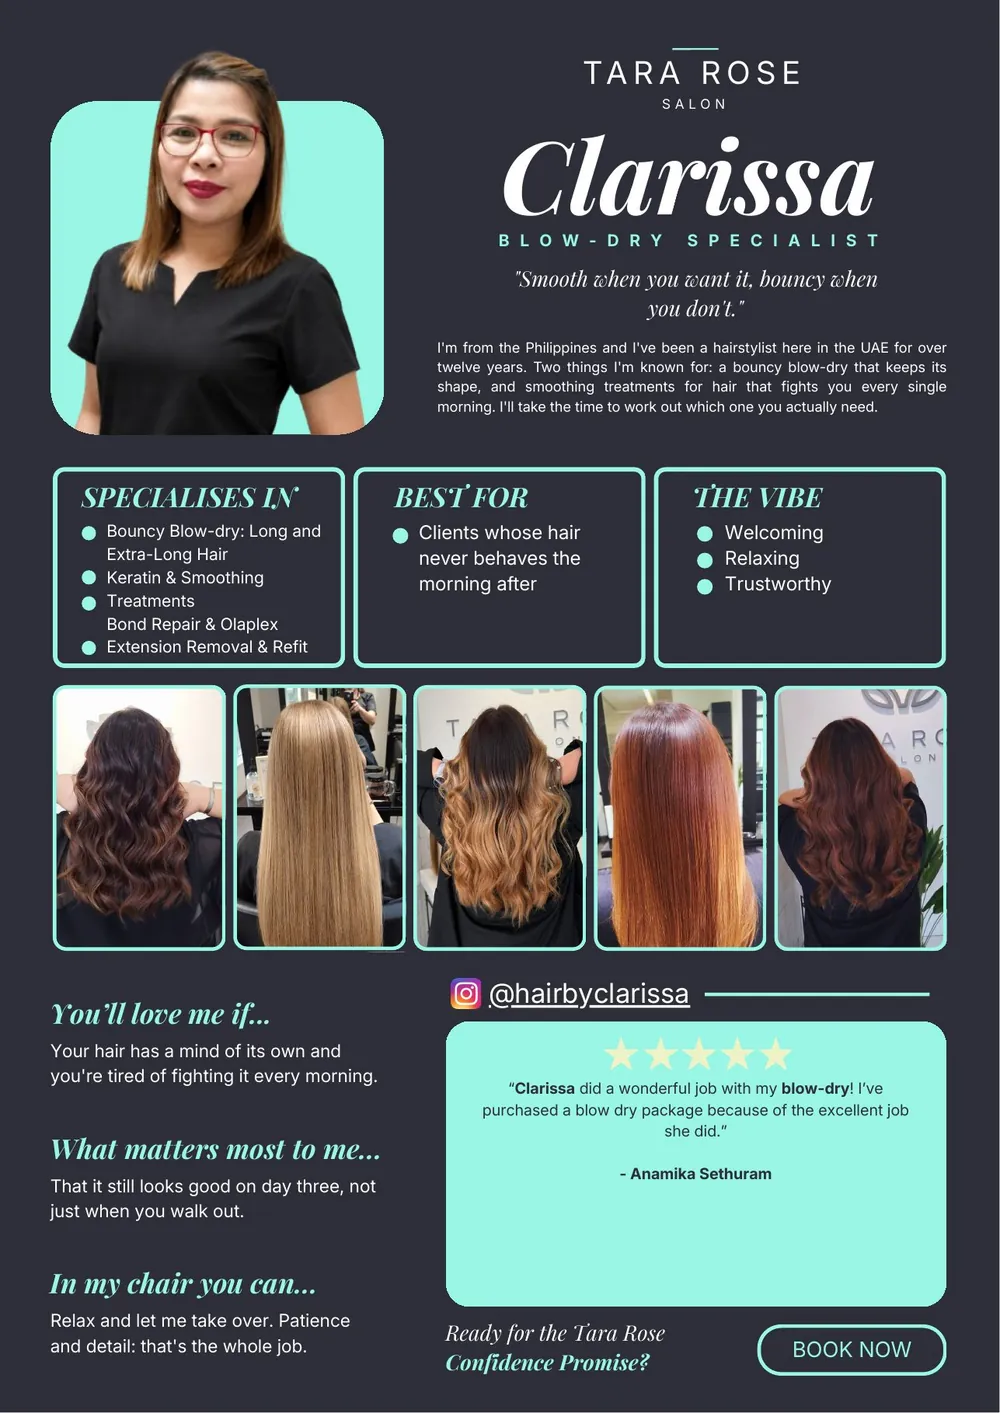 TARA ROSE
SALON
Clarissa
BLOW-DRY SPECIALIST
"Smooth when you want it, bouncy when
you don't."
I'm from the Philippines and I've been a hairstylist here in the UAE for over
twelve years. Two things I'm known for: a bouncy blow-dry that keeps its
shape, and smoothing treatments for hair that fights you every single
morning. I'll take the time to work out which one you actually need.
SPECIALISES IN
Bouncy Blow-dry: Long and
Extra-Long Hair
Keratin & Smoothing
Treatments
Bond Repair & Olaplex
Extension Removal & Refit
BEST FOR
Clients whose hair
never behaves the
morning after
THE VIBE
Welcoming
Relaxing
Trustworthy
@hairbyclarissa
You'll love me if...
Your hair has a mind of its own and
you're tired of fighting it every morning.
What matters most to me...
That it still looks good on day three, not
just when you walk out.
In my chair you can...
Relax and let me take over. Patience
and detail: that's the whole job.
“Clarissa did a wonderful job with my blow-dry! I’ve
purchased a blow dry package because of the excellent job
she did.”
- Anamika Sethuram
Ready for the Tara Rose
Confidence Promise?
BOOK NOW